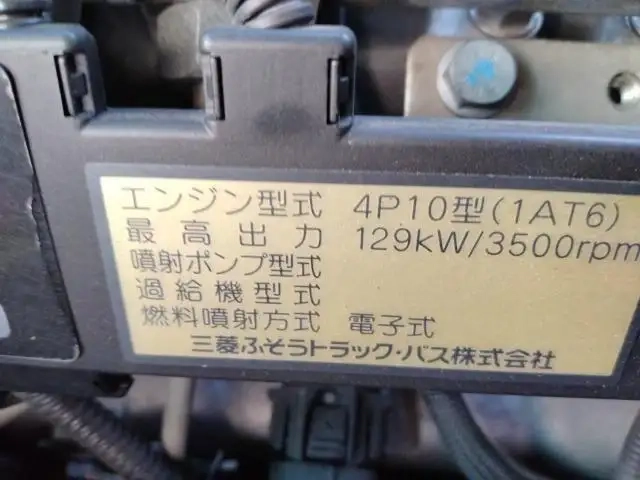 エンジン型式 4P10型(1AT6)
最高出力 129kW/3500rpm
噴射ポンプ型式
過給機型式
燃料噴射方式 電子式
三菱ふそうトラック・バス株式会社